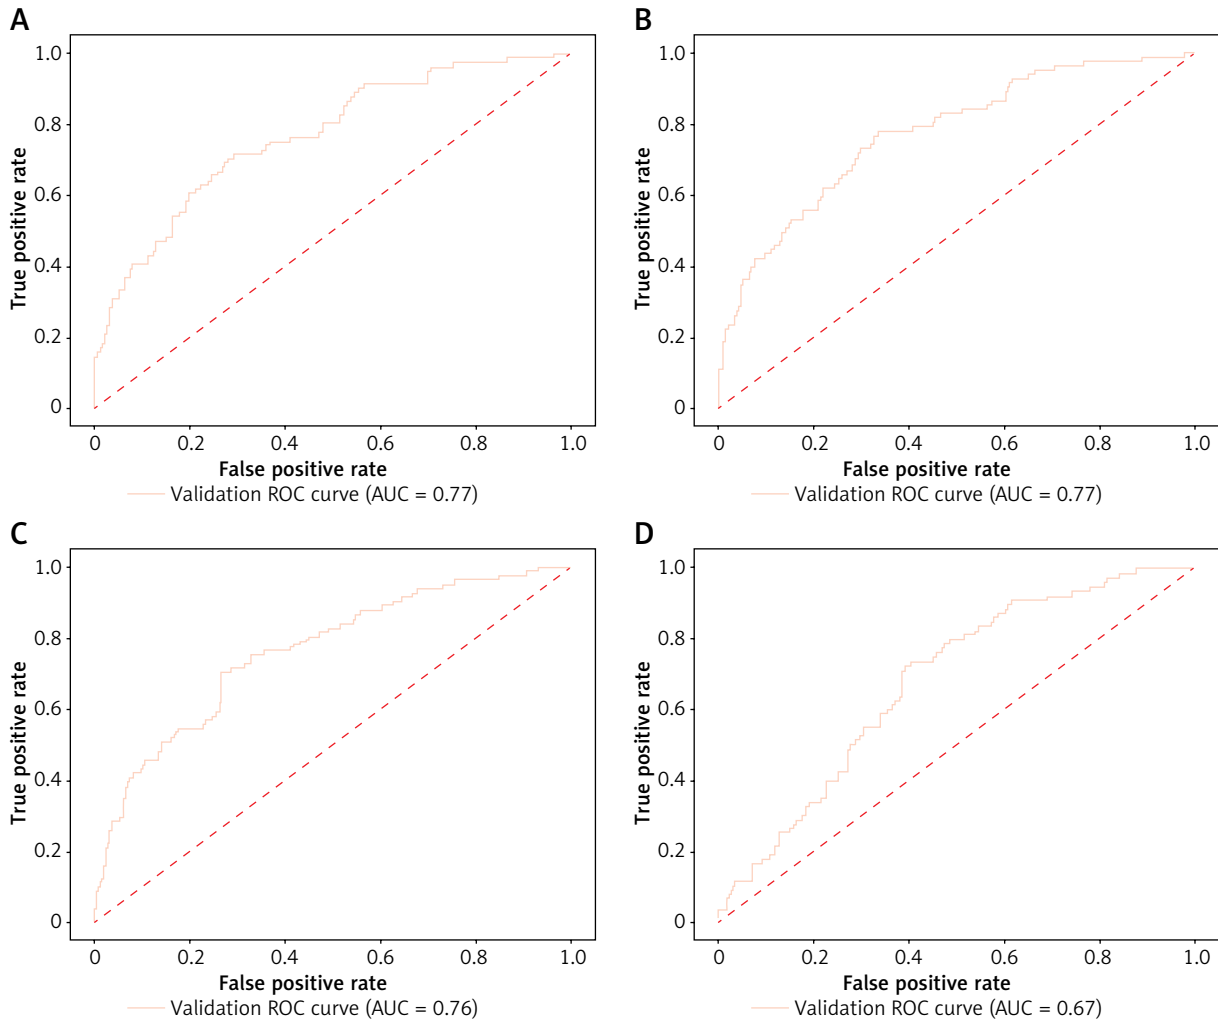 A
True positive rate
1.0
0.8
0.6
0.4
0.2
0
0 0.2 0.4 0.6 0.8 1.0
False positive rate
Validation ROC curve (AUC = 0.77)
B
True positive rate
1.0
0.8
0.6
0.4
0.2
0
0 0.2 0.4 0.6 0.8 1.0
False positive rate
Validation ROC curve (AUC = 0.77)
C
True positive rate
1.0
0.8
0.6
0.4
0.2
0
0 0.2 0.4 0.6 0.8 1.0
False positive rate
Validation ROC curve (AUC = 0.76)
D
True positive rate
1.0
0.8
0.6
0.4
0.2
0
0 0.2 0.4 0.6 0.8 1.0
False positive rate
Validation ROC curve (AUC = 0.67)